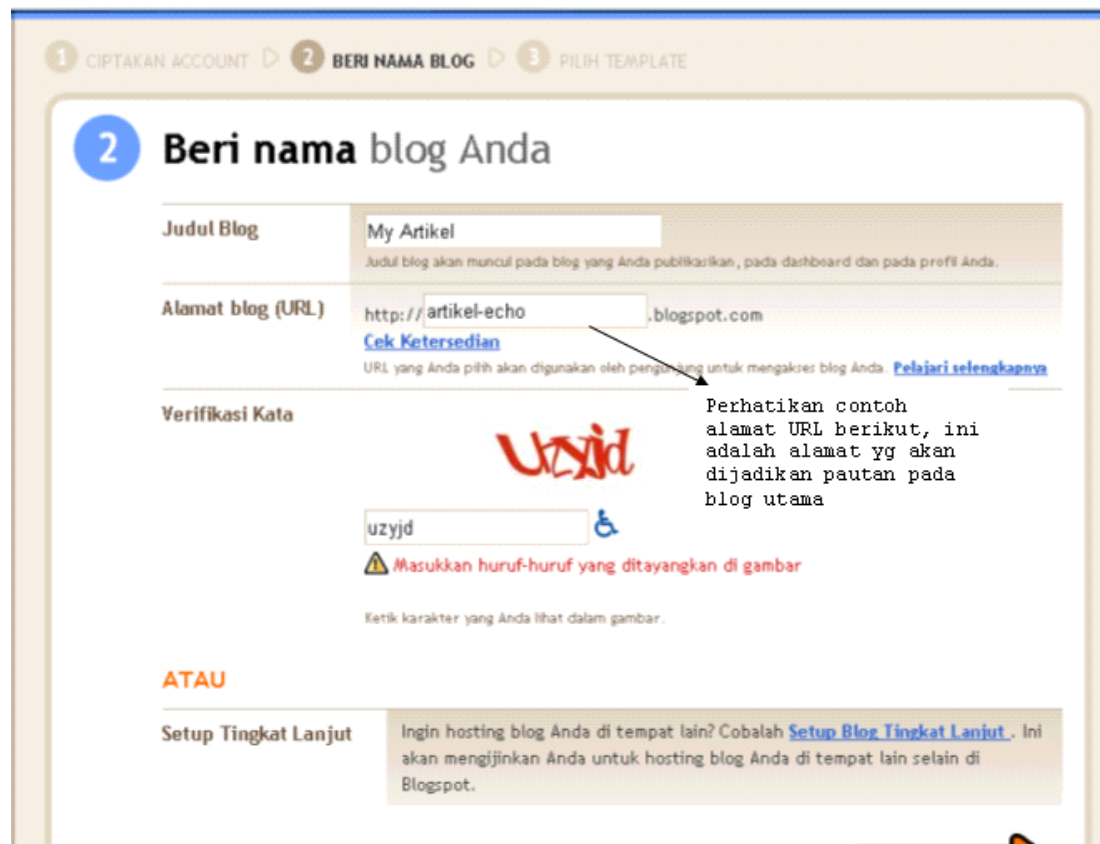 1 CIPTAKAN ACCOUNT 2 BERI NAMA BLOG 3 PILIH TEMPLATE
2 Beri nama blog Anda
Judul Blog My Artikel
Judul blog akan muncul pada blog yang Anda publikasikan, pada dashboard dan pada profil Anda.
Alamat blog (URL) http:// artikel-echo .blogspot.com
Cek Ketersedian
URL yang Anda pilih akan digunakan oleh pengunjung untuk mengakses blog Anda. Pelajari selengkapnya
Verifikasi Kata
uzyjd
Perhatikan contoh
alamat URL berikut, ini
adalah alamat yg akan
dijadikan pautan pada
blog utama
uzyjd
Masukkan huruf-huruf yang ditayangkan di gambar
Ketik karakter yang Anda lihat dalam gambar.
ATAU
Setup Tingkat Lanjut Ingin hosting blog Anda di tempat lain? Cobalah Setup Blog Tingkat Lanjut . Ini
akan mengijinkan Anda untuk hosting blog Anda di tempat lain selain di
Blogspot.